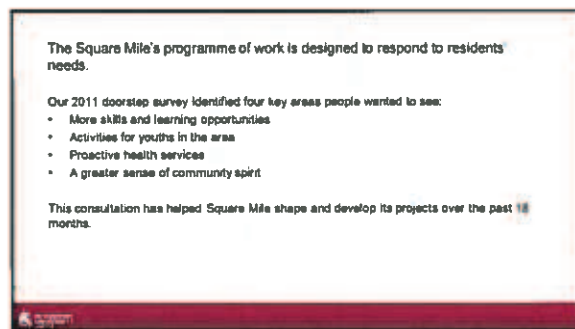 The Square Mile's programme of work is designed to respond to residents'
needs.
Our 2011 doorstep survey identified four key areas people wanted to see:
• More skills and learning opportunities
• Activities for youths in the area
• Proactive health services
• A greater sense of community spirit
This consultation has helped Square Mile shape and develop its projects over the past 18
months.